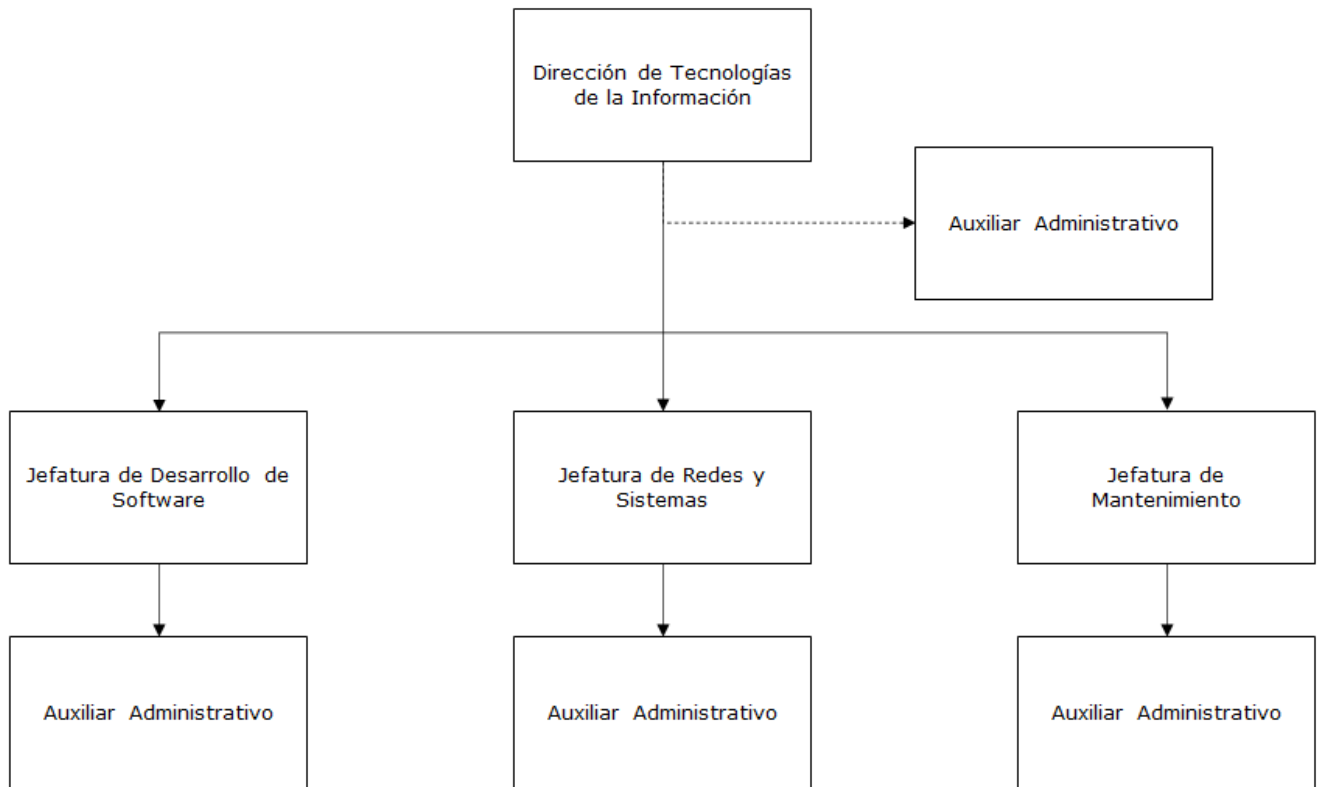 Dirección de Tecnologías
de la Información
Auxiliar Administrativo
Jefatura de Desarrollo de
Software
Jefatura de Redes y
Sistemas
Jefatura de
Mantenimiento
Auxiliar Administrativo
Auxiliar Administrativo
Auxiliar Administrativo